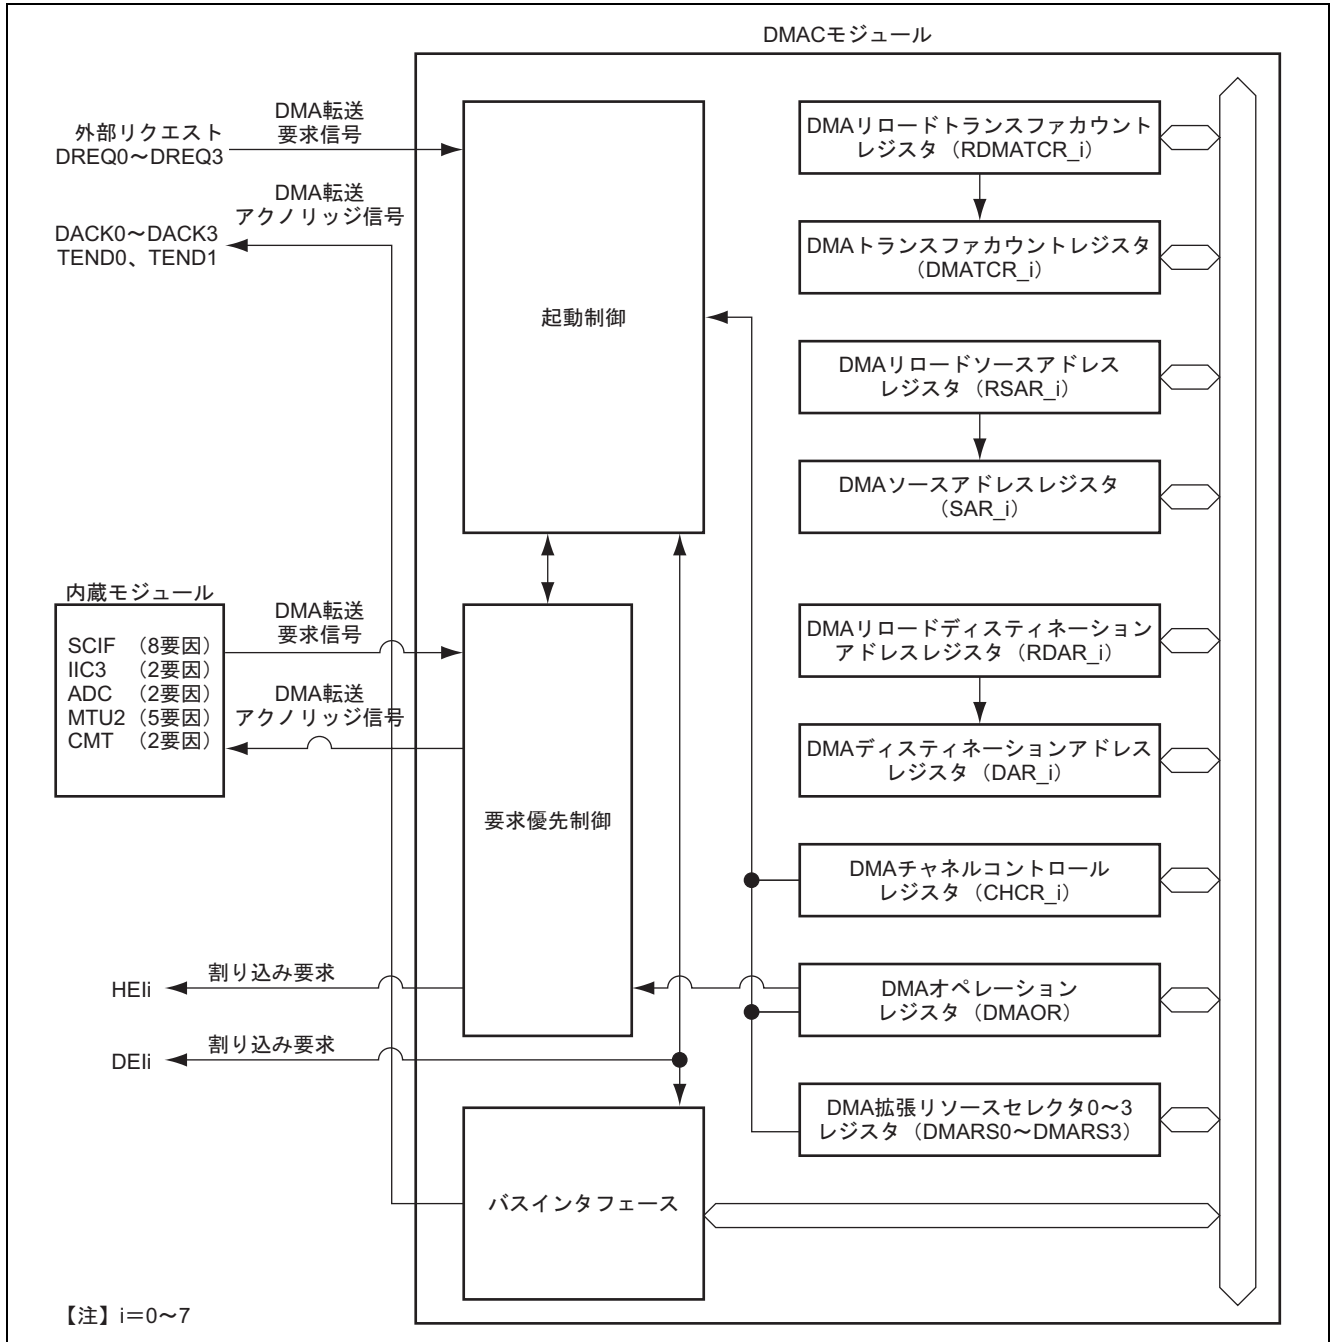 DMACモジュール
外部リクエスト
DREQ0～DREQ3
DMA転送
要求信号
DMA転送
アクノリッジ信号
DACK0～DACK3
TEND0、TEND1
起動制御
内蔵モジュール
SCIF （8要因）
IIC3 （2要因）
ADC （2要因）
MTU2 （5要因）
CMT （2要因）
DMA転送
要求信号
DMA転送
アクノリッジ信号
要求優先制御
HEIi
割り込み要求
DEIi
割り込み要求
バスインタフェース
DMAリロードトランスファカウント
レジスタ（RDMATCR_i）
DMAトランスファカウントレジスタ
（DMATCR_i）
DMAリロードソースアドレス
レジスタ（RSAR_i）
DMAソースアドレスレジスタ
（SAR_i）
DMAリロードディスティネーション
アドレスレジスタ（RDAR_i）
DMAディスティネーションアドレス
レジスタ（DAR_i）
DMAチャネルコントロール
レジスタ（CHCR_i）
DMAオペレーション
レジスタ（DMAOR）
DMA拡張リソースセレクタ0～3
レジスタ（DMARS0～DMARS3）
【注】i＝0～7